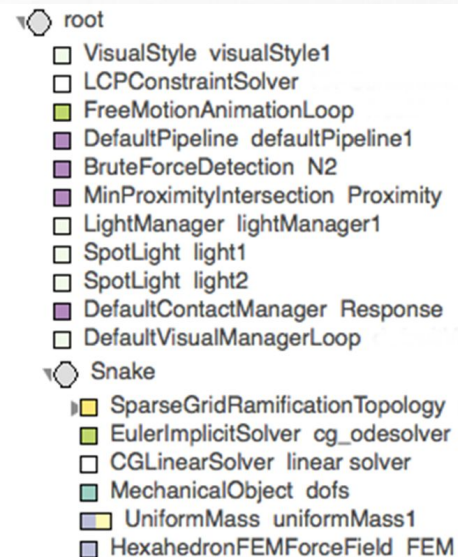 root
VisualStyle visualStyle1
LCPConstraintSolver
FreeMotionAnimationLoop
DefaultPipeline defaultPipeline1
BruteForceDetection N2
MinProximityIntersection Proximity
LightManager lightManager1
SpotLight light1
SpotLight light2
DefaultContactManager Response
DefaultVisualManagerLoop
Snake
SparseGridRamificationTopology
EulerImplicitSolver cg_odesolver
CGLinearSolver linear solver
MechanicalObject dofs
UniformMass uniformMass1
HexahedronFEMForceField FEM